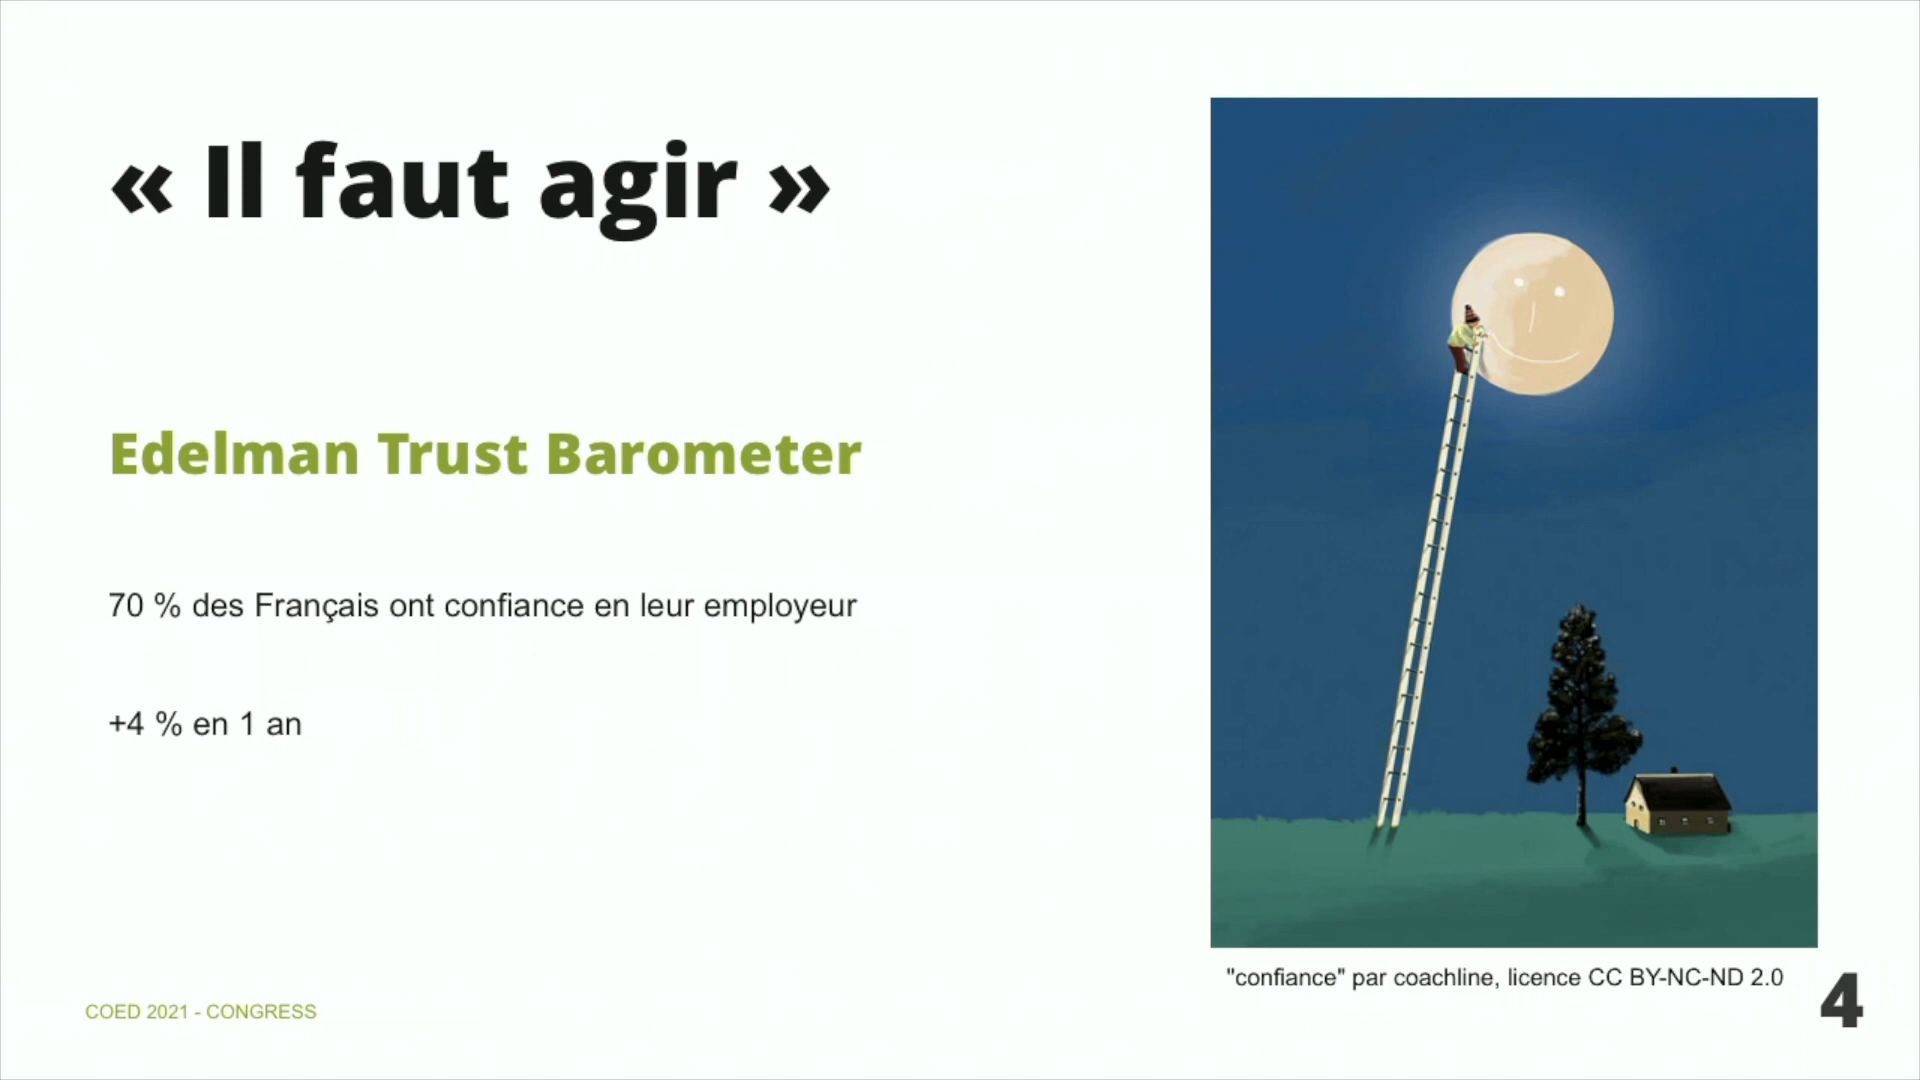 « Il faut agir »
Edelman Trust Barometer
70 % des Français ont confiance en leur employeur
+4 % en 1 an
"confiance" par coachline, licence CC BY-NC-ND 2.0
COED 2021 - CONGRESS
4